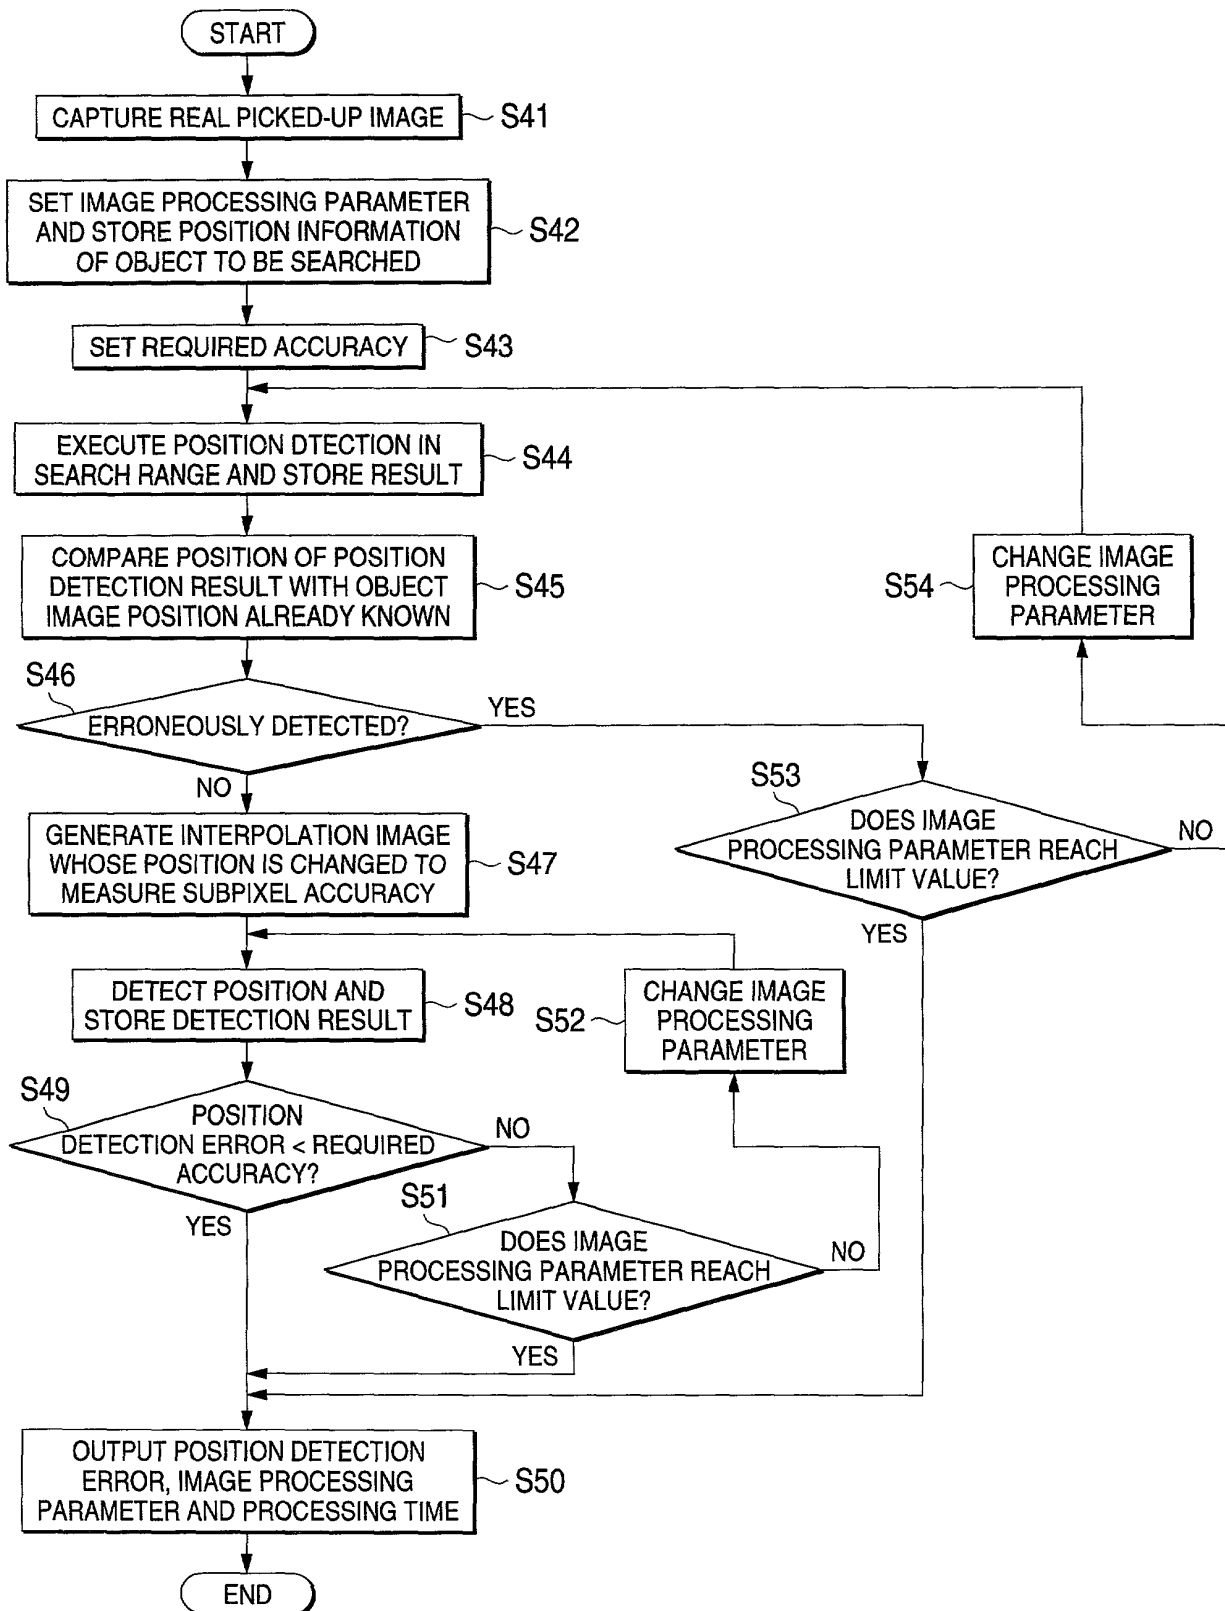 START
CAPTURE REAL PICKED-UP IMAGE
S41
SET IMAGE PROCESSING PARAMETER
AND STORE POSITION INFORMATION
OF OBJECT TO BE SEARCHED
S42
SET REQUIRED ACCURACY
S43
EXECUTE POSITION DTECTION IN
SEARCH RANGE AND STORE RESULT
S44
COMPARE POSITION OF POSITION
DETECTION RESULT WITH OBJECT
IMAGE POSITION ALREADY KNOWN
S45
CHANGE IMAGE
PROCESSING
PARAMETER
S54
S46
ERRONEOUSLY DETECTED?
YES
NO
S53
DOES IMAGE
PROCESSING PARAMETER REACH
LIMIT VALUE?
NO
YES
GENERATE INTERPOLATION IMAGE
WHOSE POSITION IS CHANGED TO
MEASURE SUBPIXEL ACCURACY
S47
DETECT POSITION AND
STORE DETECTION RESULT
S48
S52
CHANGE IMAGE
PROCESSING
PARAMETER
S49
POSITION
DETECTION ERROR < REQUIRED
ACCURACY?
NO
YES
S51
DOES IMAGE
PROCESSING PARAMETER REACH
LIMIT VALUE?
NO
YES
OUTPUT POSITION DETECTION
ERROR, IMAGE PROCESSING
PARAMETER AND PROCESSING TIME
S50
END